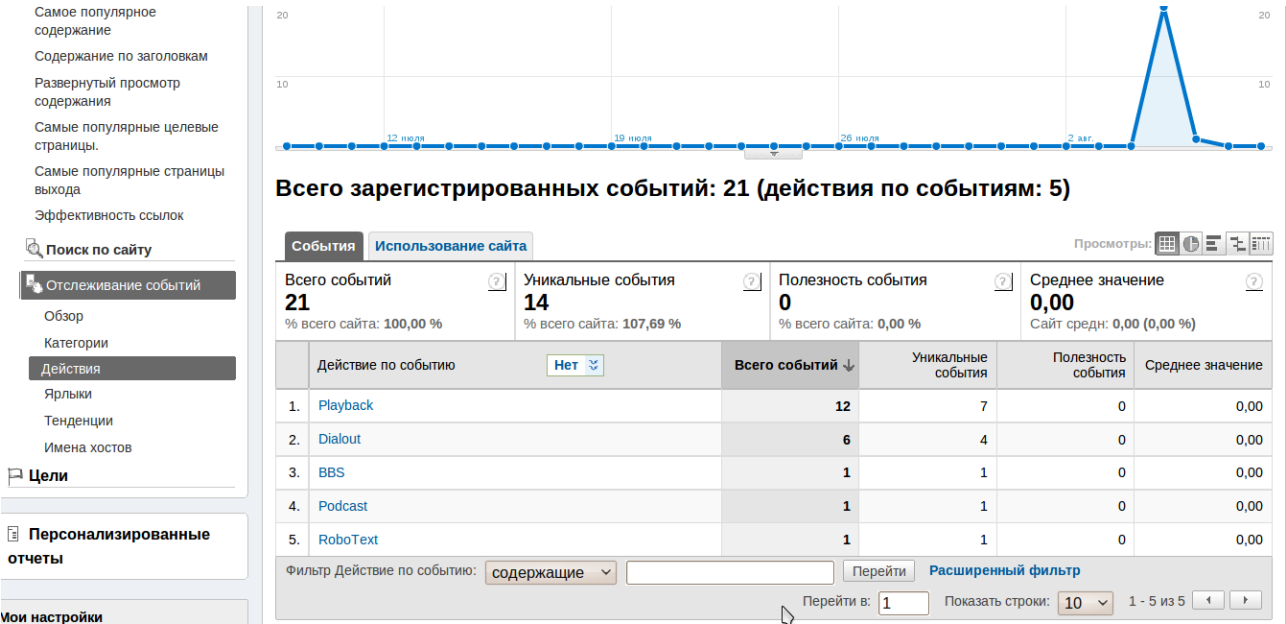 Самое популярное
содержание
Содержание по заголовкам
Развернутый просмотр
содержания
Самые популярные целевые
страницы.
Самые популярные страницы
выхода
Эффективность ссылок
Поиск по сайту
Отслеживание событий
Обзор
Категории
Действия
Ярлыки
Тенденции
Имена хостов
Цели
Персонализированные
отчеты
Мои настройки
20 20
10 10
12 июля 19 июля 26 июля 2 авг.
Всего зарегистрированных событий: 21 (действия по событиям: 5)
События Использование сайта Просмотры:
Всего событий ? Уникальные события ? Полезность события ? Среднее значение ?
21 14 0 0,00
% всего сайта: 100,00 % % всего сайта: 107,69 % % всего сайта: 0,00 % Сайт средн: 0,00 (0,00 %)
Действие по событию Нет Всего событий Уникальные события Полезность события Среднее значение
1. Playback 12 7 0 0,00
2. Dialout 6 4 0 0,00
3. BBS 1 1 0 0,00
4. Podcast 1 1 0 0,00
5. RoboText 1 1 0 0,00
Фильтр Действие по событию: содержащие Перейти Расширенный фильтр
Перейти в: 1 Показать строки: 10 1 - 5 из 5